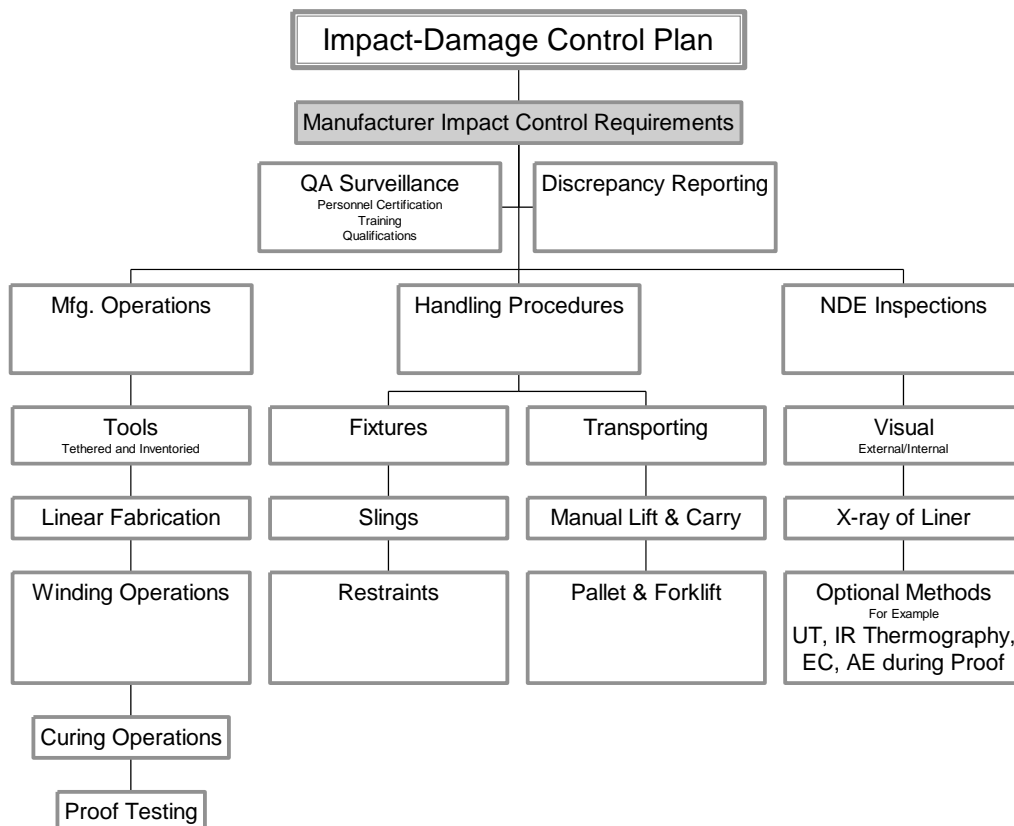 Impact-Damage Control Plan
Manufacturer Impact Control Requirements
QA Surveillance
Personnel Certification
Training
Qualifications
Discrepancy Reporting
Mfg. Operations
Handling Procedures
NDE Inspections
Tools
Tethered and Inventoried
Fixtures
Transporting
Visual
External/Internal
Linear Fabrication
Slings
Manual Lift & Carry
X-ray of Liner
Winding Operations
Restraints
Pallet & Forklift
Optional Methods
For Example
UT, IR Thermography,
EC, AE during Proof
Curing Operations
Proof Testing